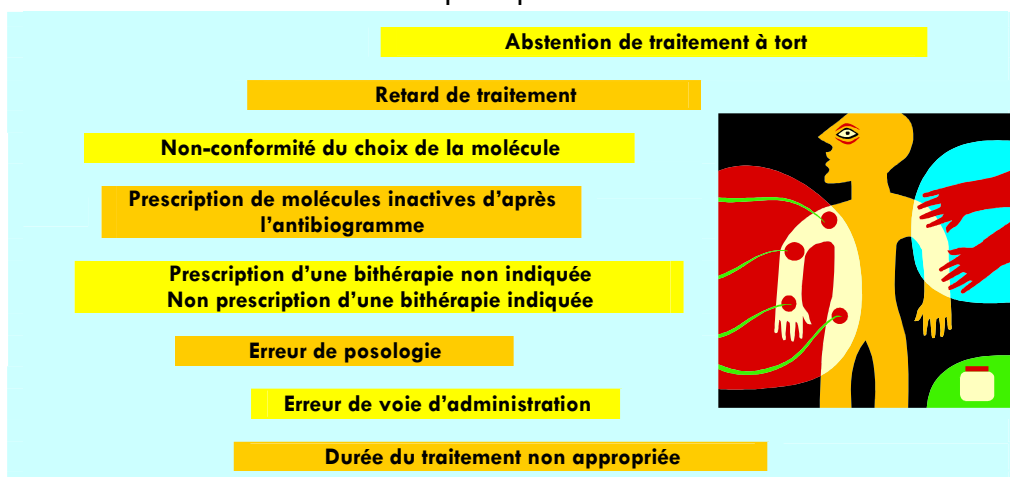 Abstention de traitement à tort
Retard de traitement
Non-conformité du choix de la molécule
Prescription de molécules inactives d'après
l'antibiogramme
Prescription d'une bithérapie non indiquée
Non prescription d'une bithérapie indiquée
Erreur de posologie
Erreur de voie d'administration
Durée du traitement non appropriée